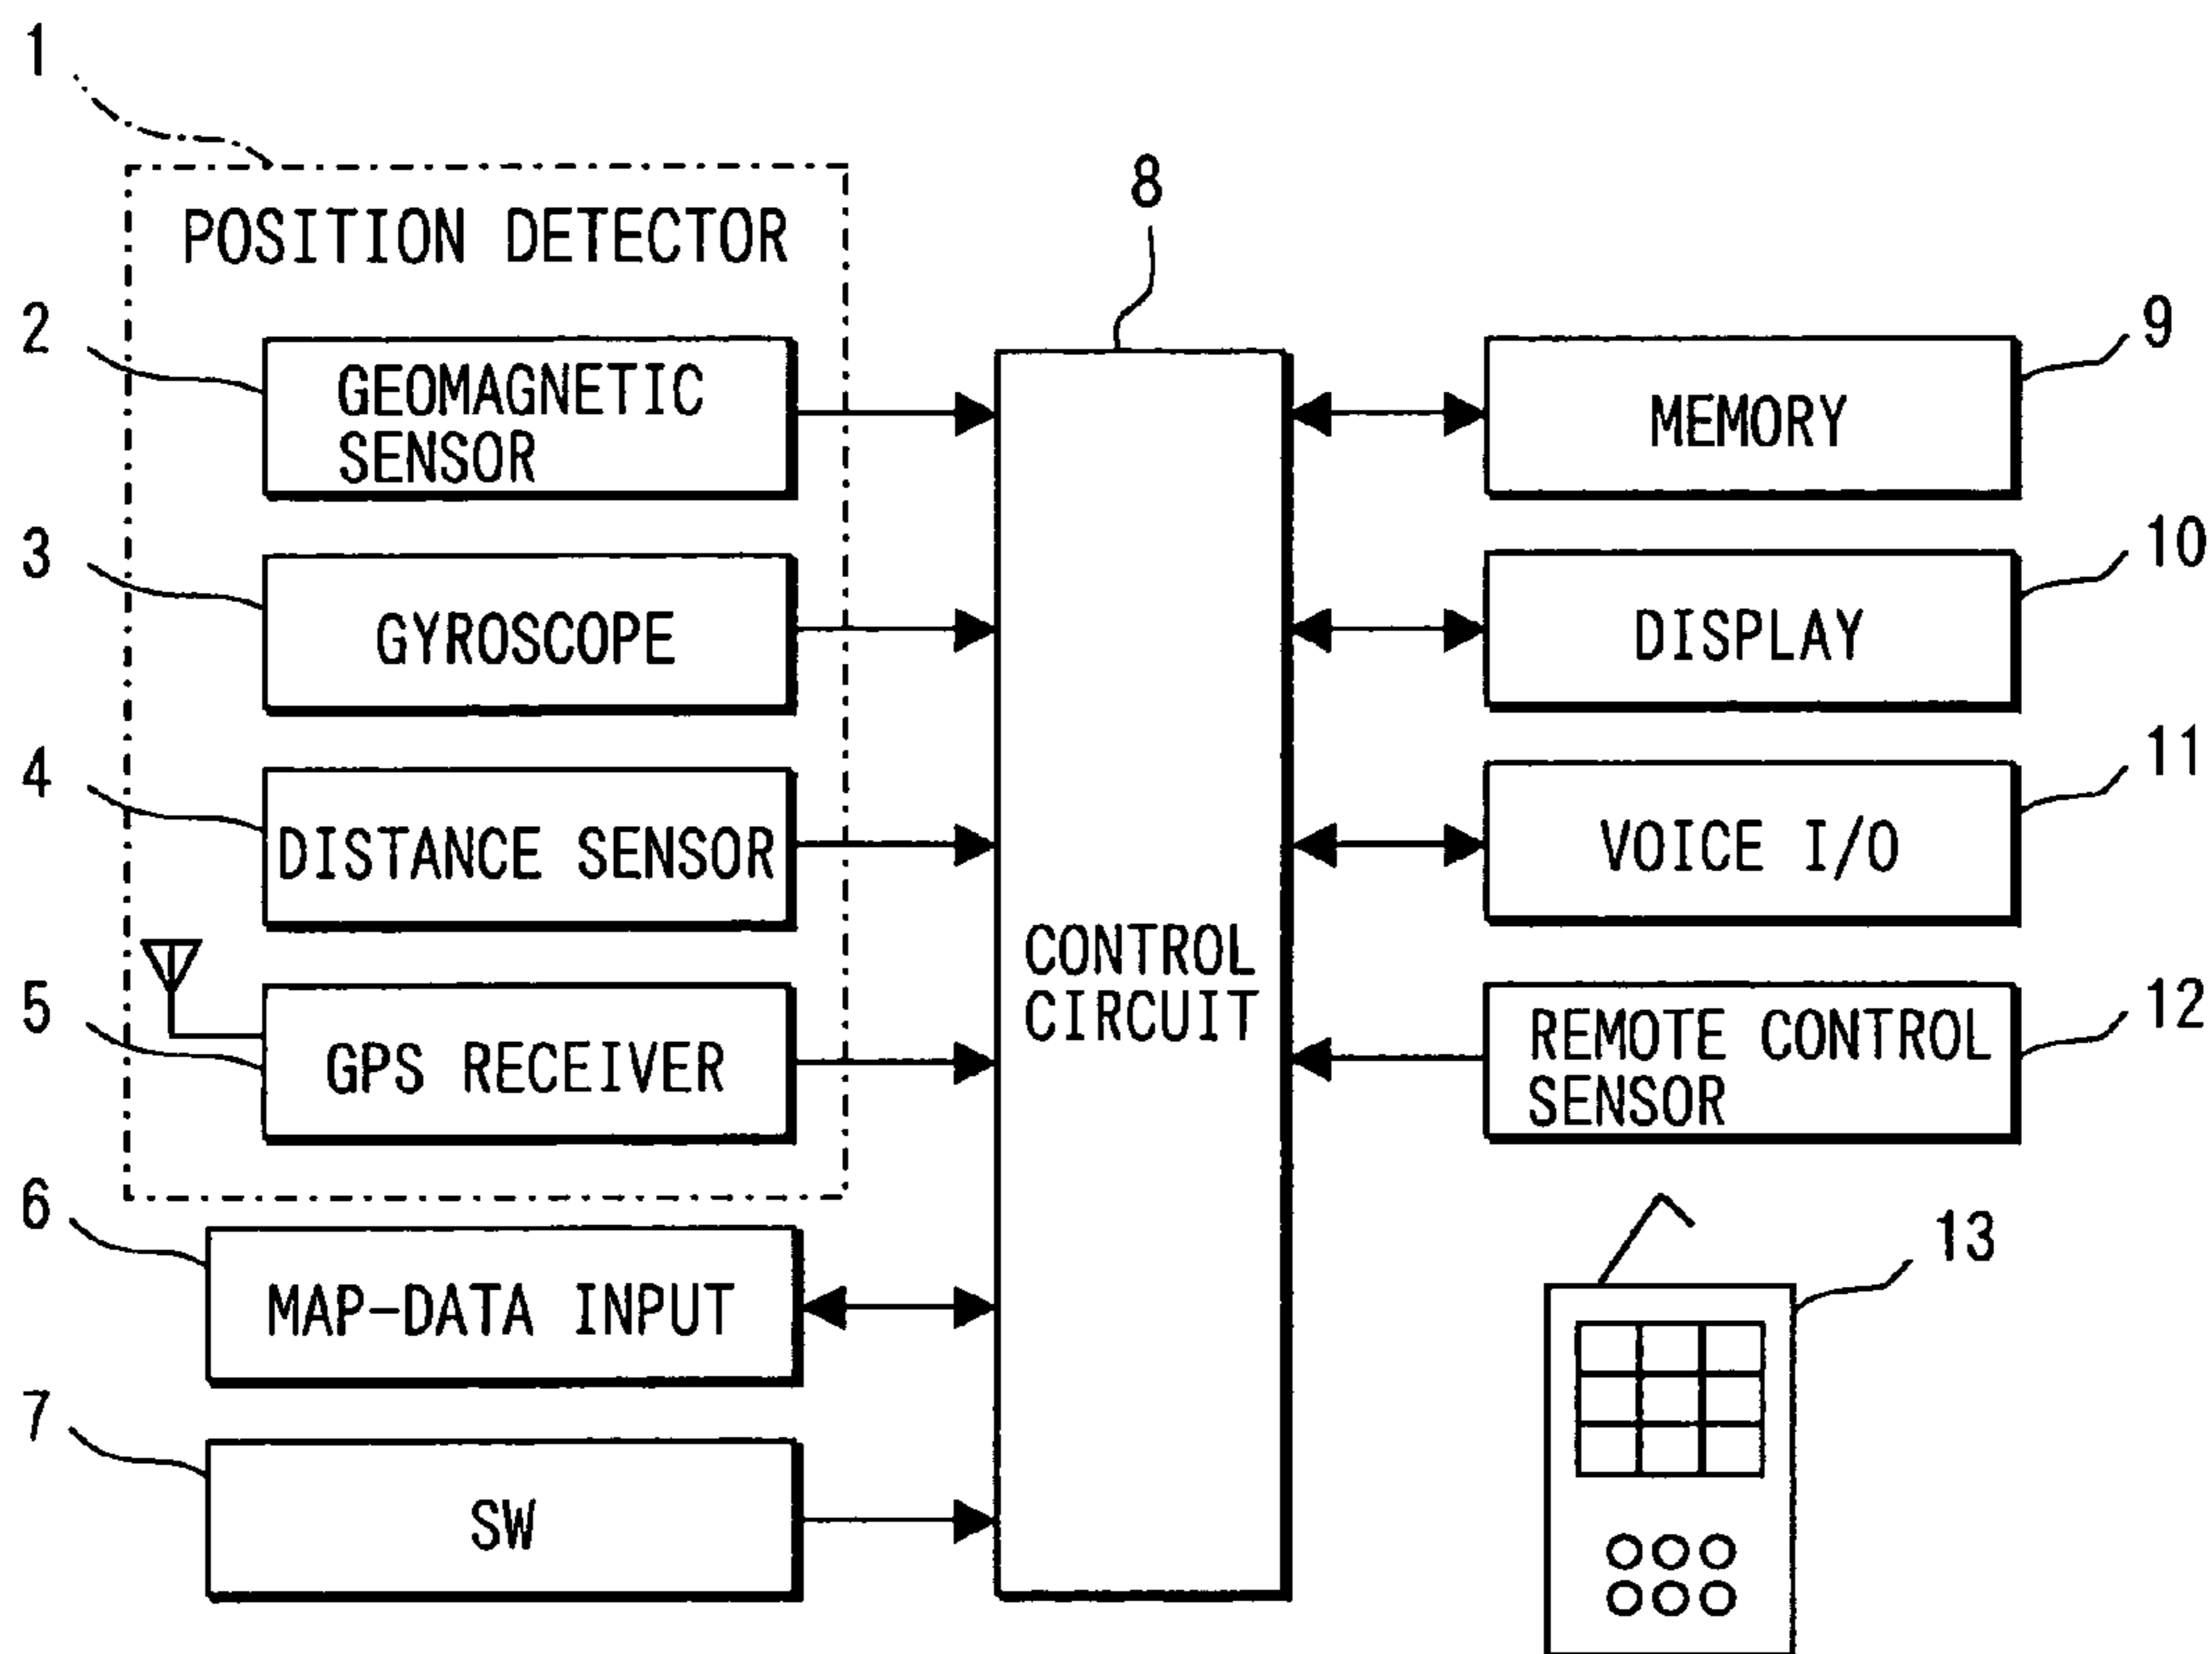 1
POSITION DETECTOR
2
GEOMAGNETIC
SENSOR
3
GYROSCOPE
4
DISTANCE SENSOR
5
GPS RECEIVER
6
MAP-DATA INPUT
7
SW
8
CONTROL
CIRCUIT
9
MEMORY
10
DISPLAY
11
VOICE I/O
12
REMOTE CONTROL
SENSOR
13